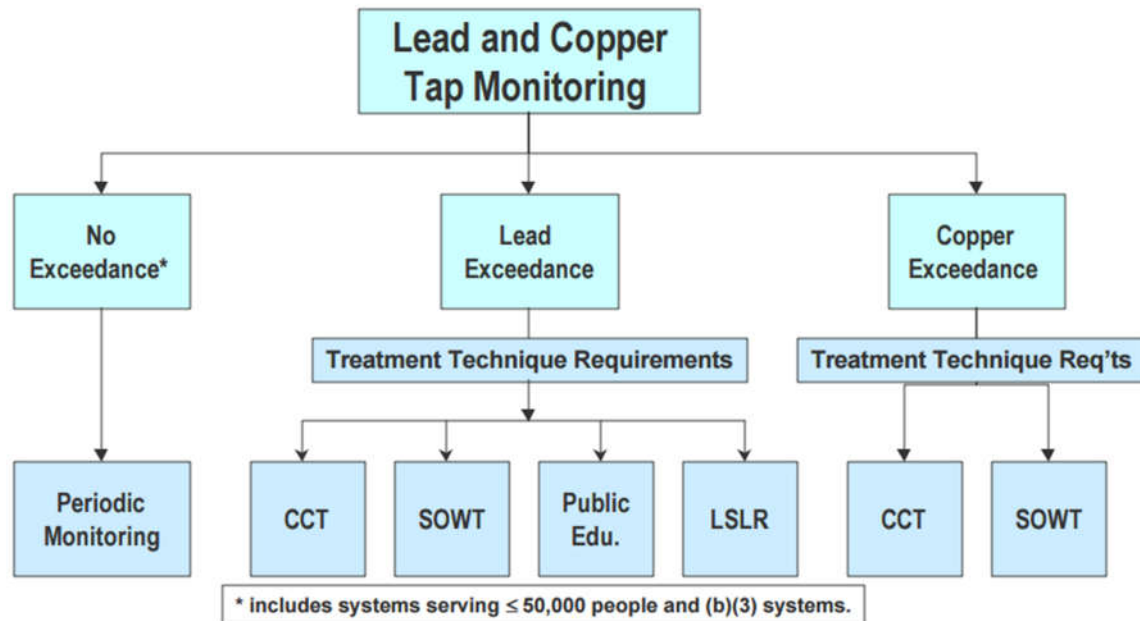 Lead and Copper
Tap Monitoring
No
Exceedance*
Lead
Exceedance
Copper
Exceedance
Treatment Technique Requirements
Treatment Technique Req'ts
Periodic
Monitoring
CCT
SOWT
Public
Edu.
LSLR
CCT
SOWT
* includes systems serving ≤ 50,000 people and (b)(3) systems.